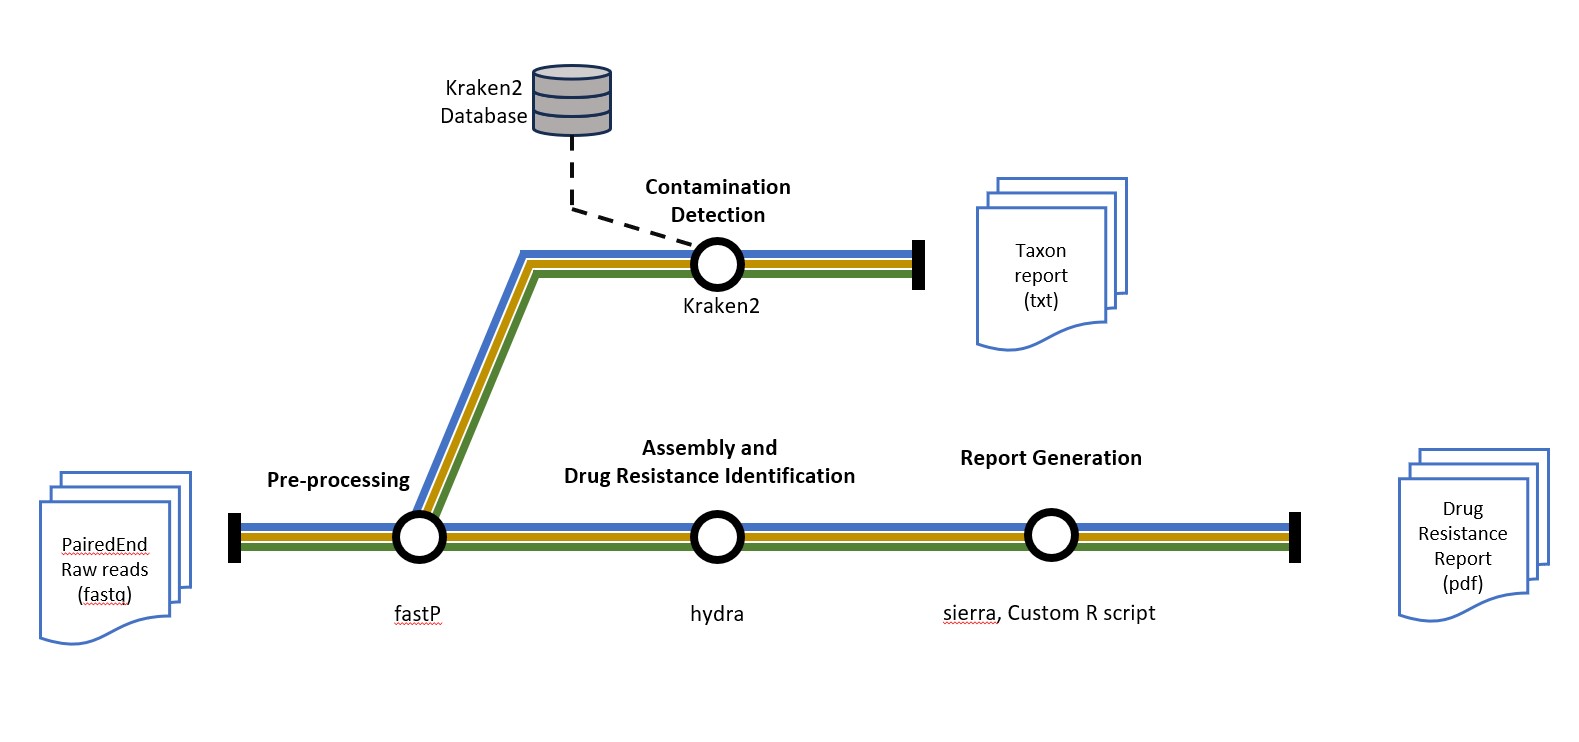 Kraken2
Database
Contamination
Detection
Kraken2
Taxon
report
(txt)
Pre-processing
Assembly and
Drug Resistance Identification
Report Generation
PairedEnd
Raw reads
(fastq)
fastP
hydra
sierra, Custom R script
Drug
Resistance
Report
(pdf)